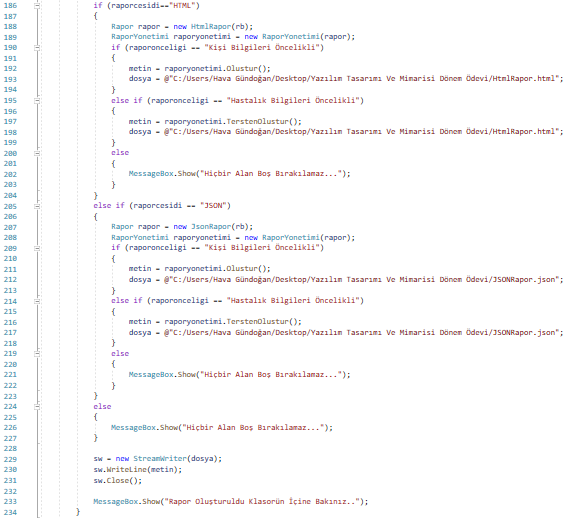 186 if (raporcesidi=="HTML")
187 {
188 Rapor rapor = new HtmlRapor(rb);
189 RaporYonetimi raporyonetimi = new RaporYonetimi(rapor);
190 if (raporonceligi == "Kişi Bilgileri Öncelikli")
191 {
192 metin = raporyonetimi.Olustur();
193 dosya = @"C:/Users/Hava Gündoğan/Desktop/Yazılım Tasarımı Ve Mimarisi Dönem Ödevi/HtmlRapor.html";
194 }
195 else if (raporonceligi == "Hastalık Bilgileri Öncelikli")
196 {
197 metin = raporyonetimi.TerstenOlustur();
198 dosya = @"C:/Users/Hava Gündoğan/Desktop/Yazılım Tasarımı Ve Mimarisi Dönem Ödevi/HtmlRapor.html";
199 }
200 else
201 {
202 MessageBox.Show("Hiçbir Alan Boş Bırakılamaz...");
203 }
204 }
205 else if (raporcesidi == "JSON")
206 {
207 Rapor rapor = new JsonRapor(rb);
208 RaporYonetimi raporyonetimi = new RaporYonetimi(rapor);
209 if (raporonceligi == "Kişi Bilgileri Öncelikli")
210 {
211 metin = raporyonetimi.Olustur();
212 dosya = @"C:/Users/Hava Gündoğan/Desktop/Yazılım Tasarımı Ve Mimarisi Dönem Ödevi/JSONRapor.json";
213 }
214 else if (raporonceligi == "Hastalık Bilgileri Öncelikli")
215 {
216 metin = raporyonetimi.TerstenOlustur();
217 dosya = @"C:/Users/Hava Gündoğan/Desktop/Yazılım Tasarımı Ve Mimarisi Dönem Ödevi/JSONRapor.json";
218 }
219 else
220 {
221 MessageBox.Show("Hiçbir Alan Boş Bırakılamaz...");
222 }
223 }
224 else
225 {
226 MessageBox.Show("Hiçbir Alan Boş Bırakılamaz...");
227 }
228
229 sw = new StreamWriter(dosya);
230 sw.WriteLine(metin);
231 sw.Close();
232
233 MessageBox.Show("Rapor Oluşturuldu Klasorün İçine Bakınız..");
234 }